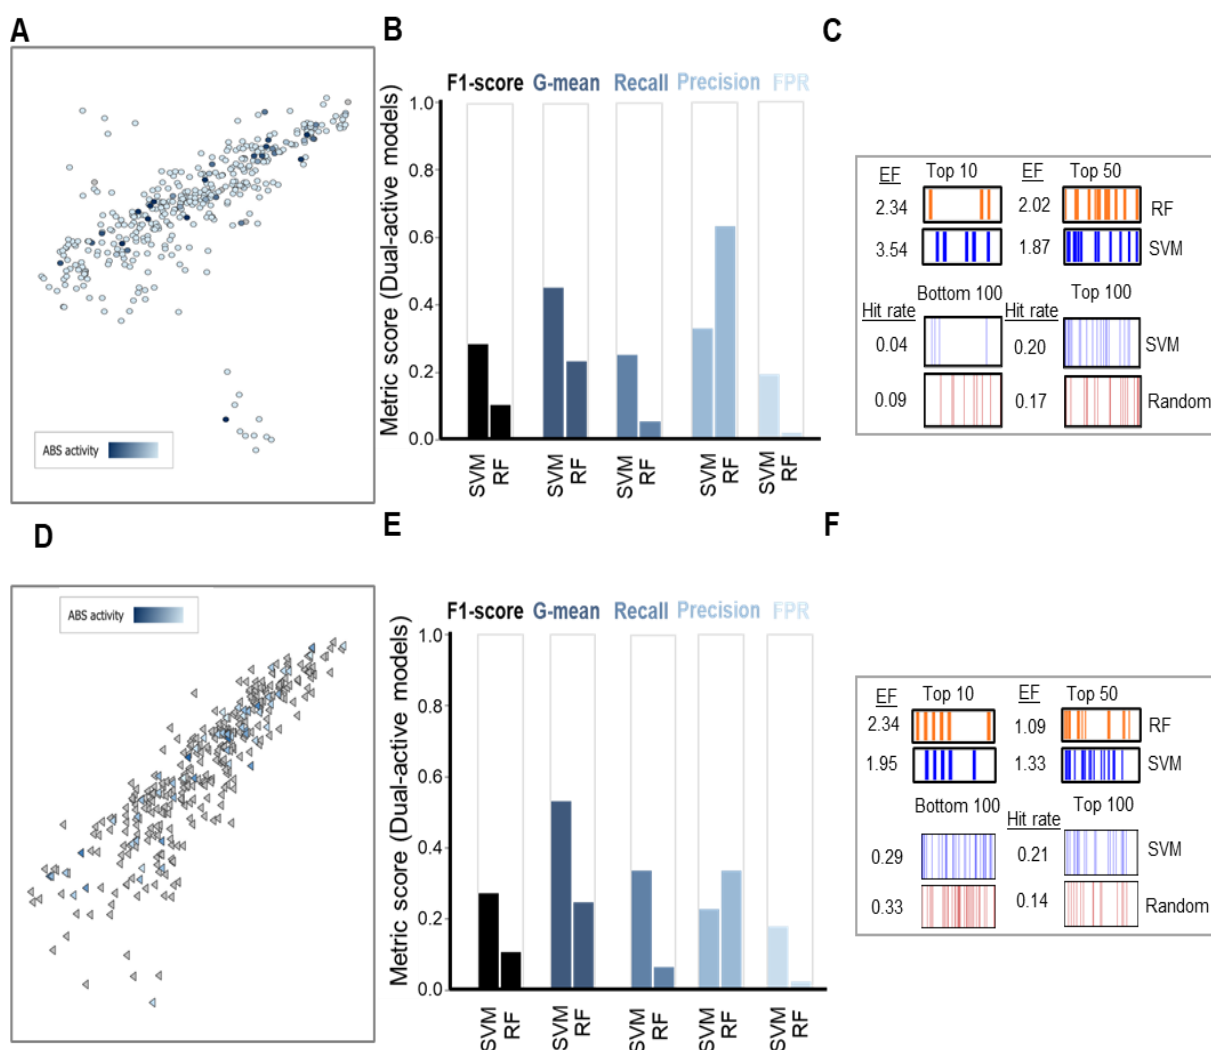 A
ABS activity
B
F1-score G-mean Recall Precision FPR
Metric score (Dual-active models)
1.0
0.8
0.6
0.4
0.2
0.0
SVM RF SVM RF SVM RF SVM RF SVM RF
C
EF Top 10 EF Top 50
2.34 2.02 RF
3.54 1.87 SVM
Bottom 100 Top 100
Hit rate Hit rate
0.04 0.20 SVM
0.09 0.17 Random
D
ABS activity
E
F1-score G-mean Recall Precision FPR
Metric score (Dual-active models)
1.0
0.8
0.6
0.4
0.2
0.0
SVM RF SVM RF SVM RF SVM RF SVM RF
F
EF Top 10 EF Top 50
2.34 1.09 RF
1.95 1.33 SVM
Bottom 100 Hit rate Top 100
0.29 0.21 SVM
0.33 0.14 Random